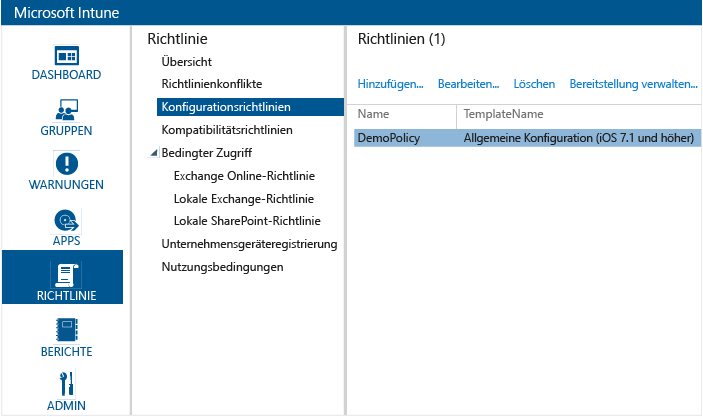 Microsoft Intune
DASHBOARD
GRUPPEN
WARNUNGEN
APPS
RICHTLINIE
BERICHTE
ADMIN
Richtlinie
Übersicht
Richtlinienkonflikte
Konfigurationsrichtlinien
Kompatibilitätsrichtlinien
Bedingter Zugriff
Exchange Online-Richtlinie
Lokale Exchange-Richtlinie
Lokale SharePoint-Richtlinie
Unternehmensgeräteregistrierung
Nutzungsbedingungen
Richtlinien (1)
Hinzufügen... Bearbeiten... Löschen Bereitstellung verwalten...
Name TemplateName
DemoPolicy Allgemeine Konfiguration (iOS 7.1 und höher)